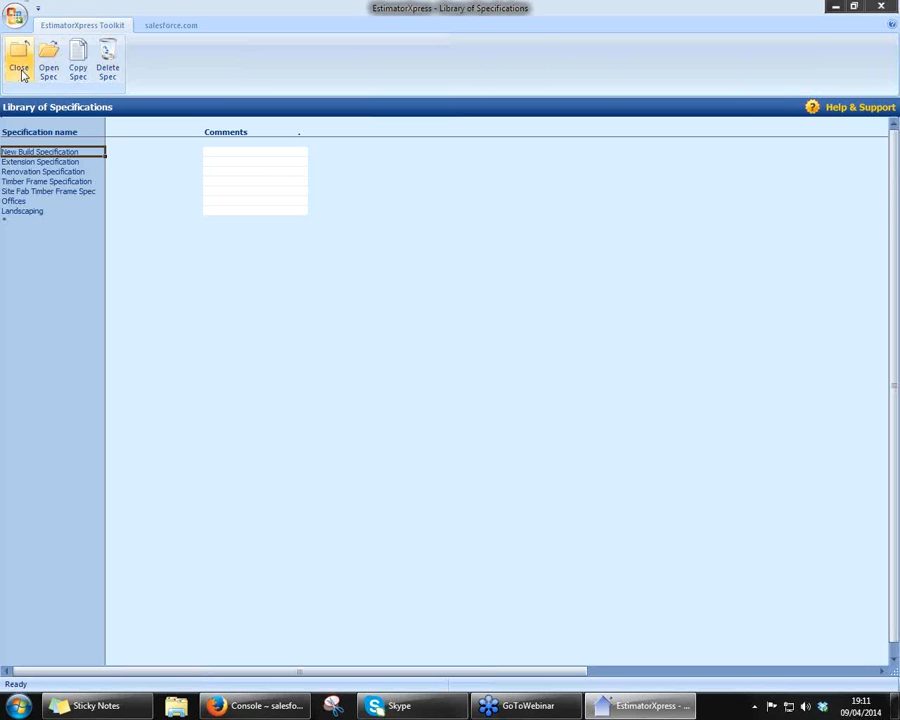 EstimatorXpress - Library of Specifications
EstimatorXpress Toolkit
salesforce.com
Close
Open Spec
Copy Spec
Delete Spec
Library of Specifications
Help & Support
Specification name
Comments .
New Build Specification
Extension Specification
Renovation Specification
Timber Frame Specification
Site Fab Timber Frame Spec
Offices
Landscaping
*
Ready
Sticky Notes
Console ~ salesfo...
Skype
GoToWebinar
EstimatorXpress - ...
19:11
09/04/2014